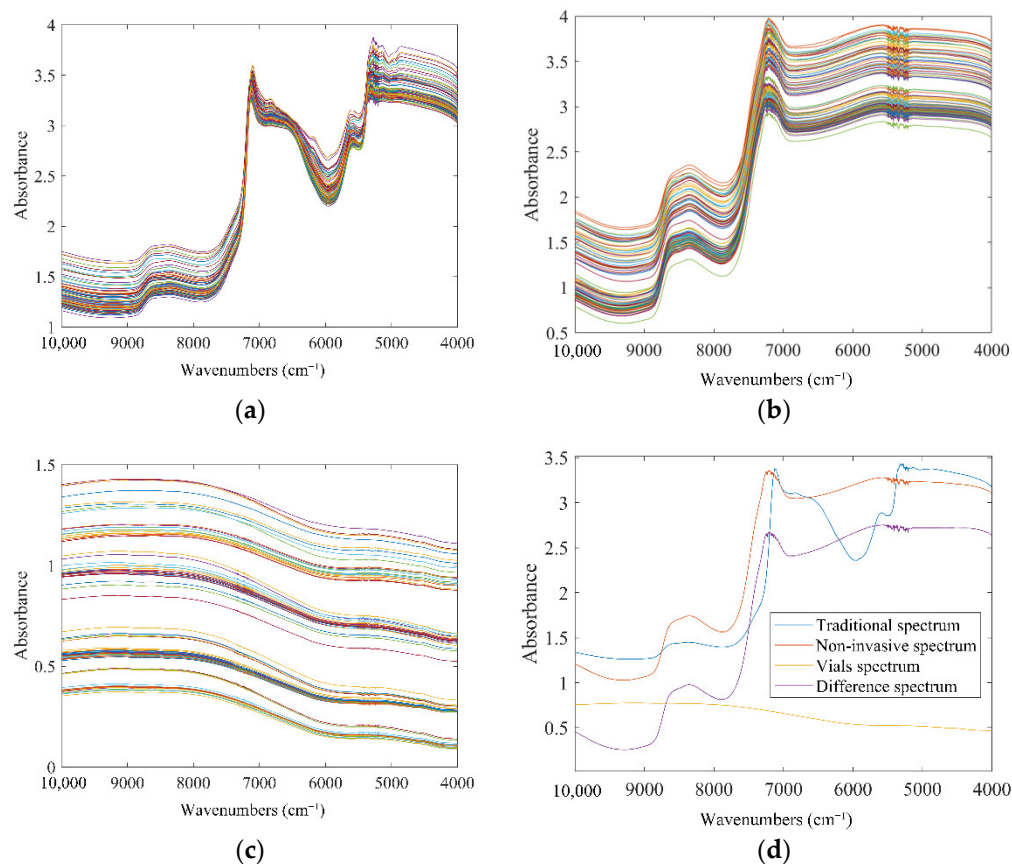 4
3.5
3
2.5
2
1.5
1
Absorbance
10,000 9000 8000 7000 6000 5000 4000
Wavenumbers (cm⁻¹)
(a)
4
3.5
3
2.5
2
1.5
1
0.5
Absorbance
10,000 9000 8000 7000 6000 5000 4000
Wavenumbers (cm⁻¹)
(b)
1.5
1
0.5
0
Absorbance
10,000 9000 8000 7000 6000 5000 4000
Wavenumbers (cm⁻¹)
(c)
3.5
3
2.5
2
1.5
1
0.5
Absorbance
Traditional spectrum
Non-invasive spectrum
Vials spectrum
Difference spectrum
10,000 9000 8000 7000 6000 5000 4000
Wavenumbers (cm⁻¹)
(d)